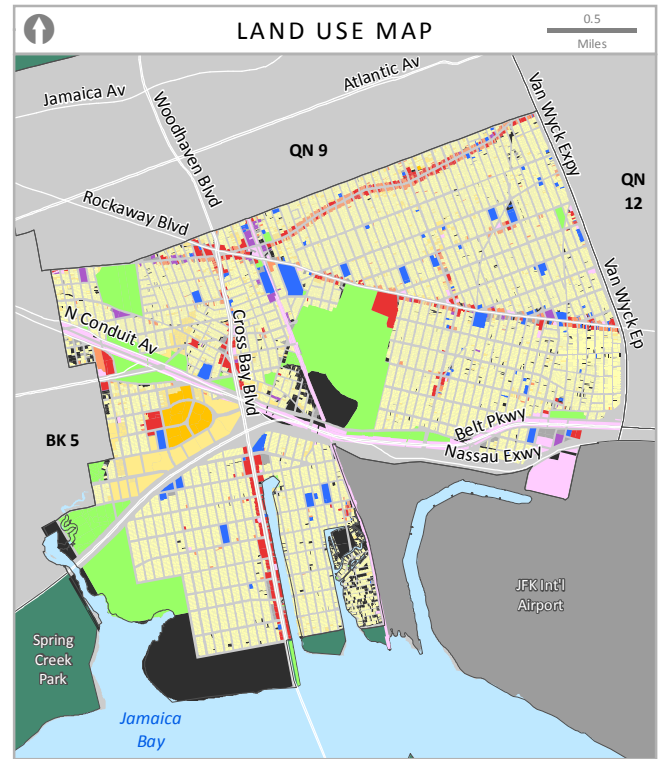 LAND USE MAP
0.5
Miles
Jamaica Av
Atlantic Av
Woodhaven Blvd
Van Wyck Expy
QN 9
QN
12
Rockaway Blvd
Van Wyck Ep
N Conduit Av
Cross Bay Blvd
Belt Pkwy
BK 5
Nassau Exwy
JFK Int'l
Airport
Spring
Creek
Park
Jamaica
Bay